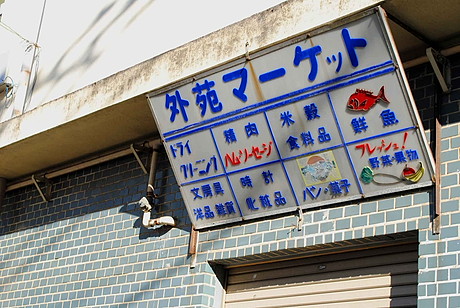 外苑マーケット
ドライ
クリーニング
精肉
ハム・ソーセージ
米穀
食料品
鮮魚
文房具
洋品雑貨
時計
化粧品
パン・菓子
フレッシュ!
野菜・果物